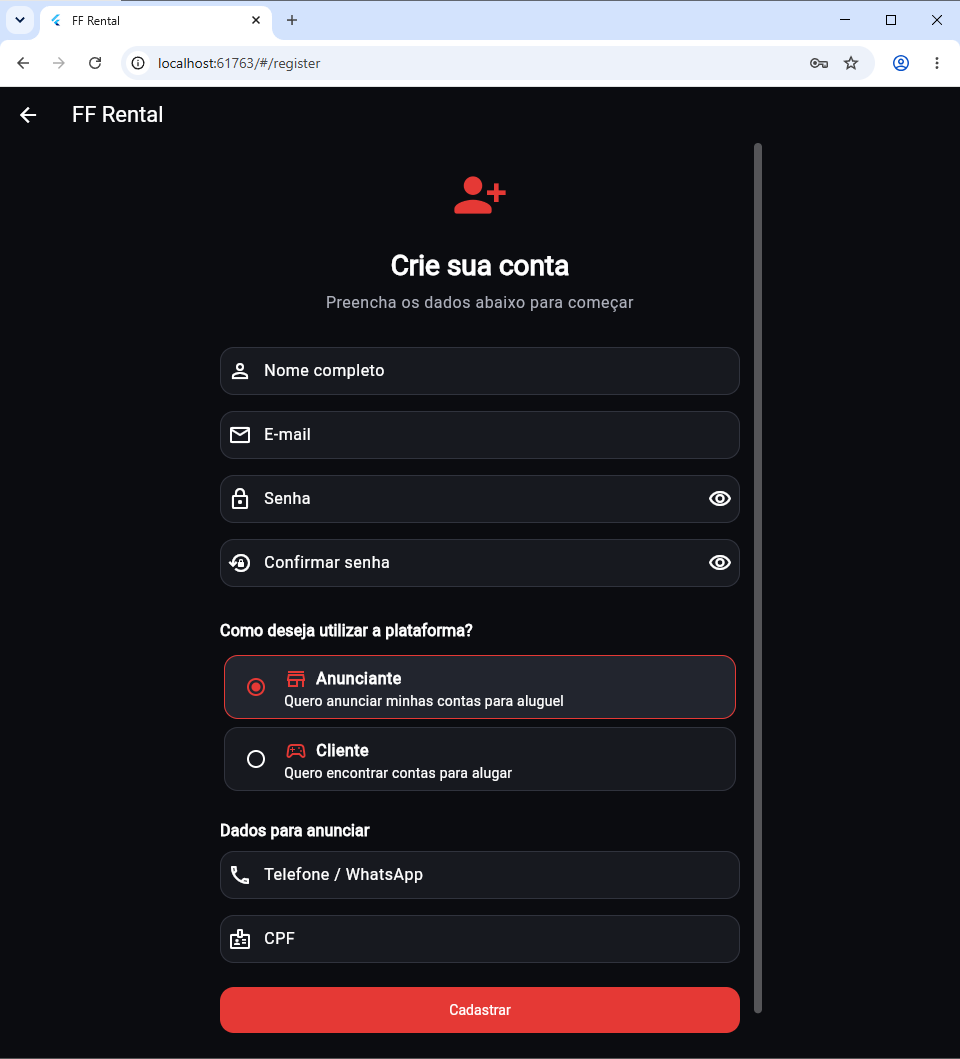 FF Rental
localhost:61763/#/register
FF Rental
Crie sua conta
Preencha os dados abaixo para começar
Nome completo
E-mail
Senha
Confirmar senha
Como deseja utilizar a plataforma?
Anunciante
Quero anunciar minhas contas para aluguel
Cliente
Quero encontrar contas para alugar
Dados para anunciar
Telefone / WhatsApp
CPF
Cadastrar